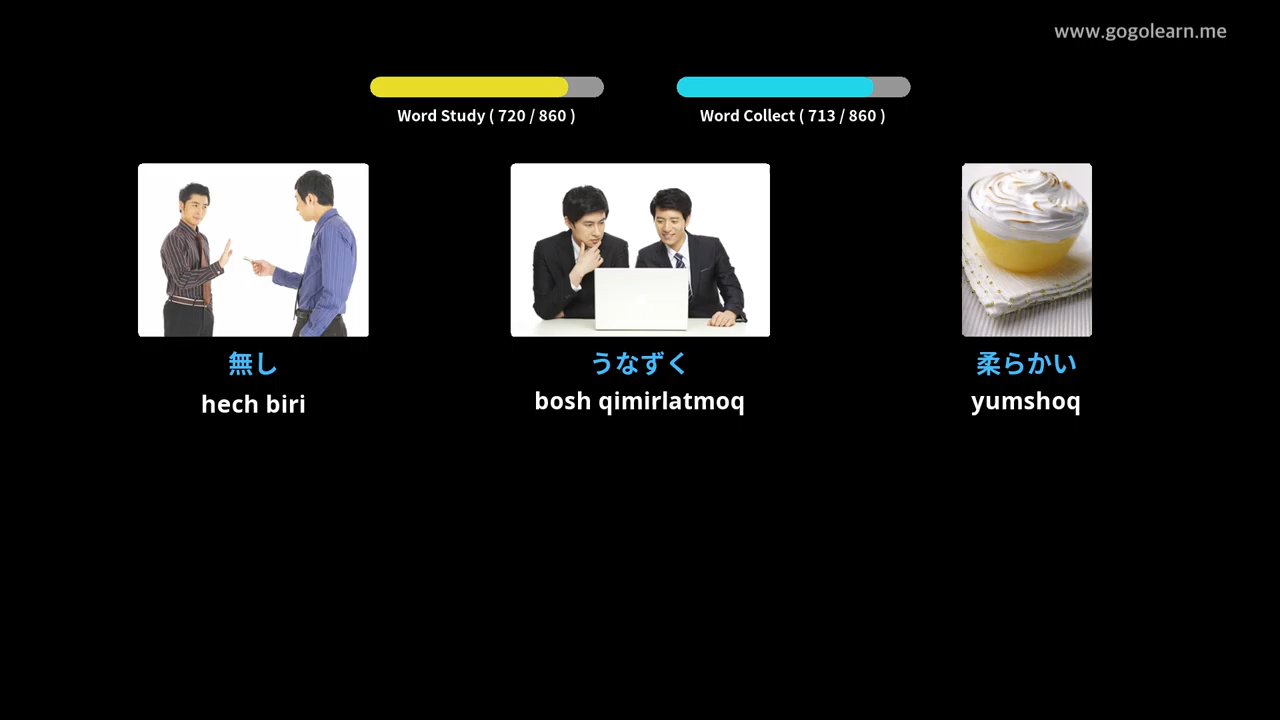 www.gogolearn.me
Word Study ( 720 / 860 )
Word Collect ( 713 / 860 )
無し
hech biri
うなずく
bosh qimirlatmoq
柔らかい
yumshoq